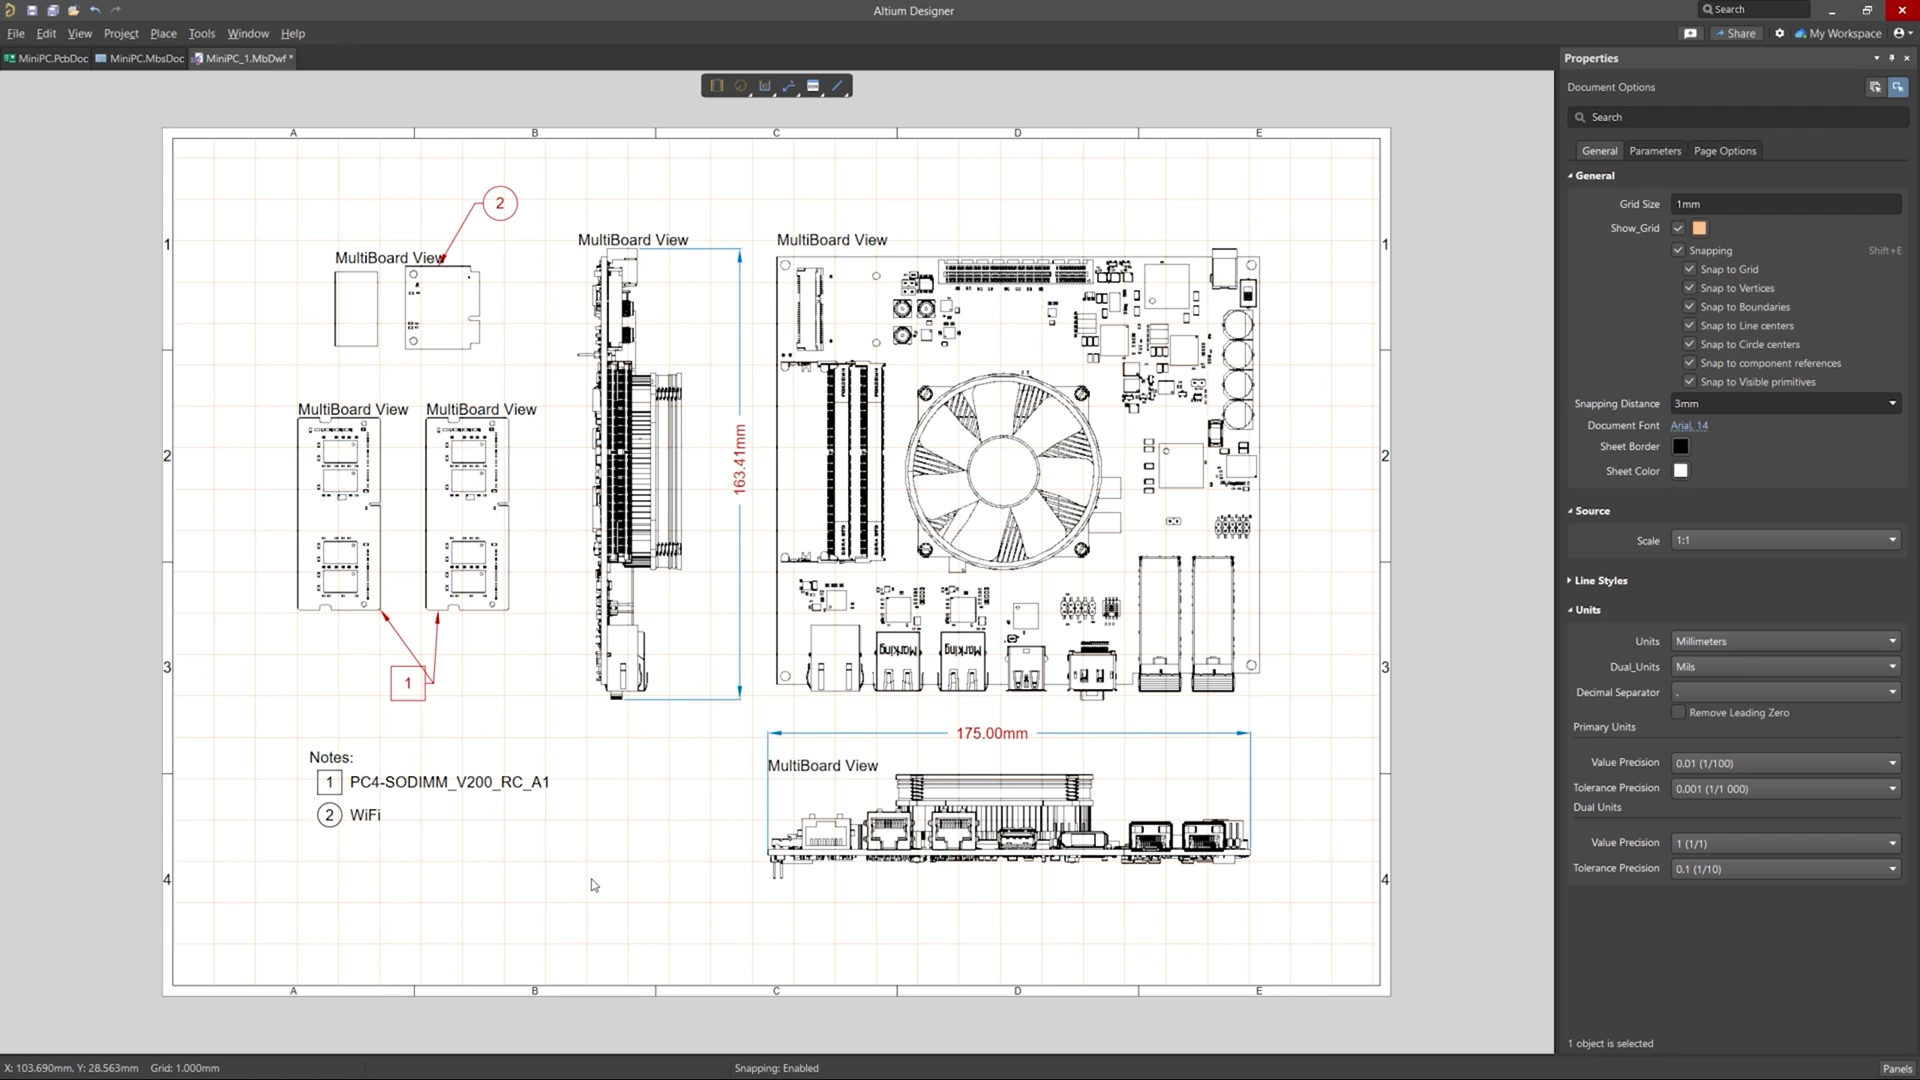 Altium Designer
Search
File Edit View Project Place Tools Window Help
Share
My Workspace
MiniPC.PcbDoc
MiniPC.MbsDoc
MiniPC_1.MbDwf *
Properties
Document Options
Search
General Parameters Page Options
General
Grid Size 1mm
Show_Grid
Snapping Shift+E
Snap to Grid
Snap to Vertices
Snap to Boundaries
Snap to Line centers
Snap to Circle centers
Snap to component references
Snap to Visible primitives
Snapping Distance 3mm
Document Font Arial, 14
Sheet Border
Sheet Color
Source
Scale 1:1
Line Styles
Units
Units Millimeters
Dual_Units Mils
Decimal Separator .
Remove Leading Zero
Primary Units
Value Precision 0.01 (1/100)
Tolerance Precision 0.001 (1/1 000)
Dual Units
Value Precision 1 (1/1)
Tolerance Precision 0.1 (1/10)
1 object is selected
A B C D E
1 1
2 2
3 3
4 4
A B C D E
2
MultiBoard View
MultiBoard View
MultiBoard View
MultiBoard View
MultiBoard View
163.41mm
Marking
Marking
1
175.00mm
MultiBoard View
Notes:
1 PC4-SODIMM_V200_RC_A1
2 WiFi
X: 103.690mm, Y: 28.563mm Grid: 1.000mm
Snapping: Enabled
Panels